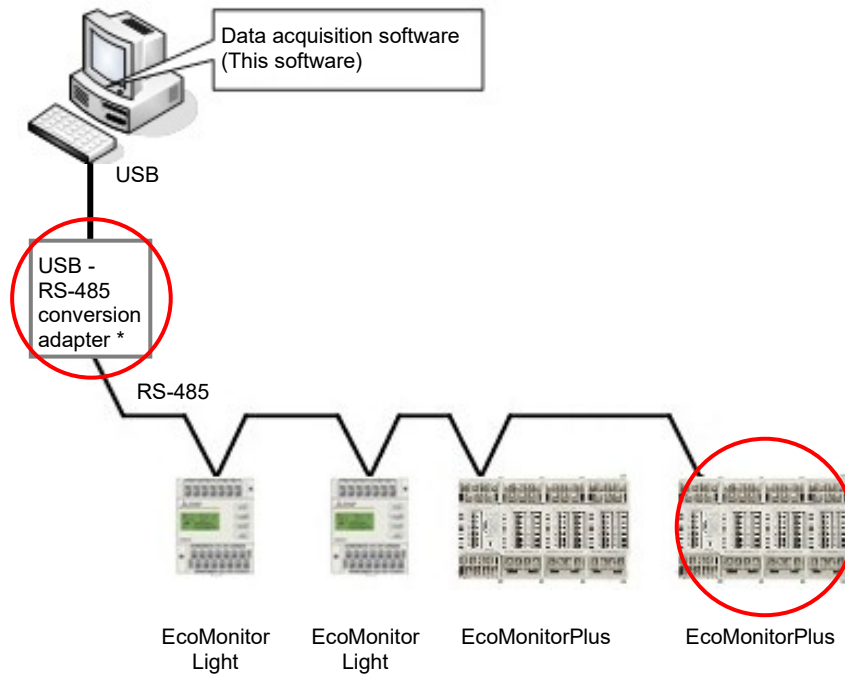 Data acquisition software
(This software)
USB
USB -
RS-485
conversion
adapter *
RS-485
EcoMonitor
Light
EcoMonitor
Light
EcoMonitorPlus
EcoMonitorPlus